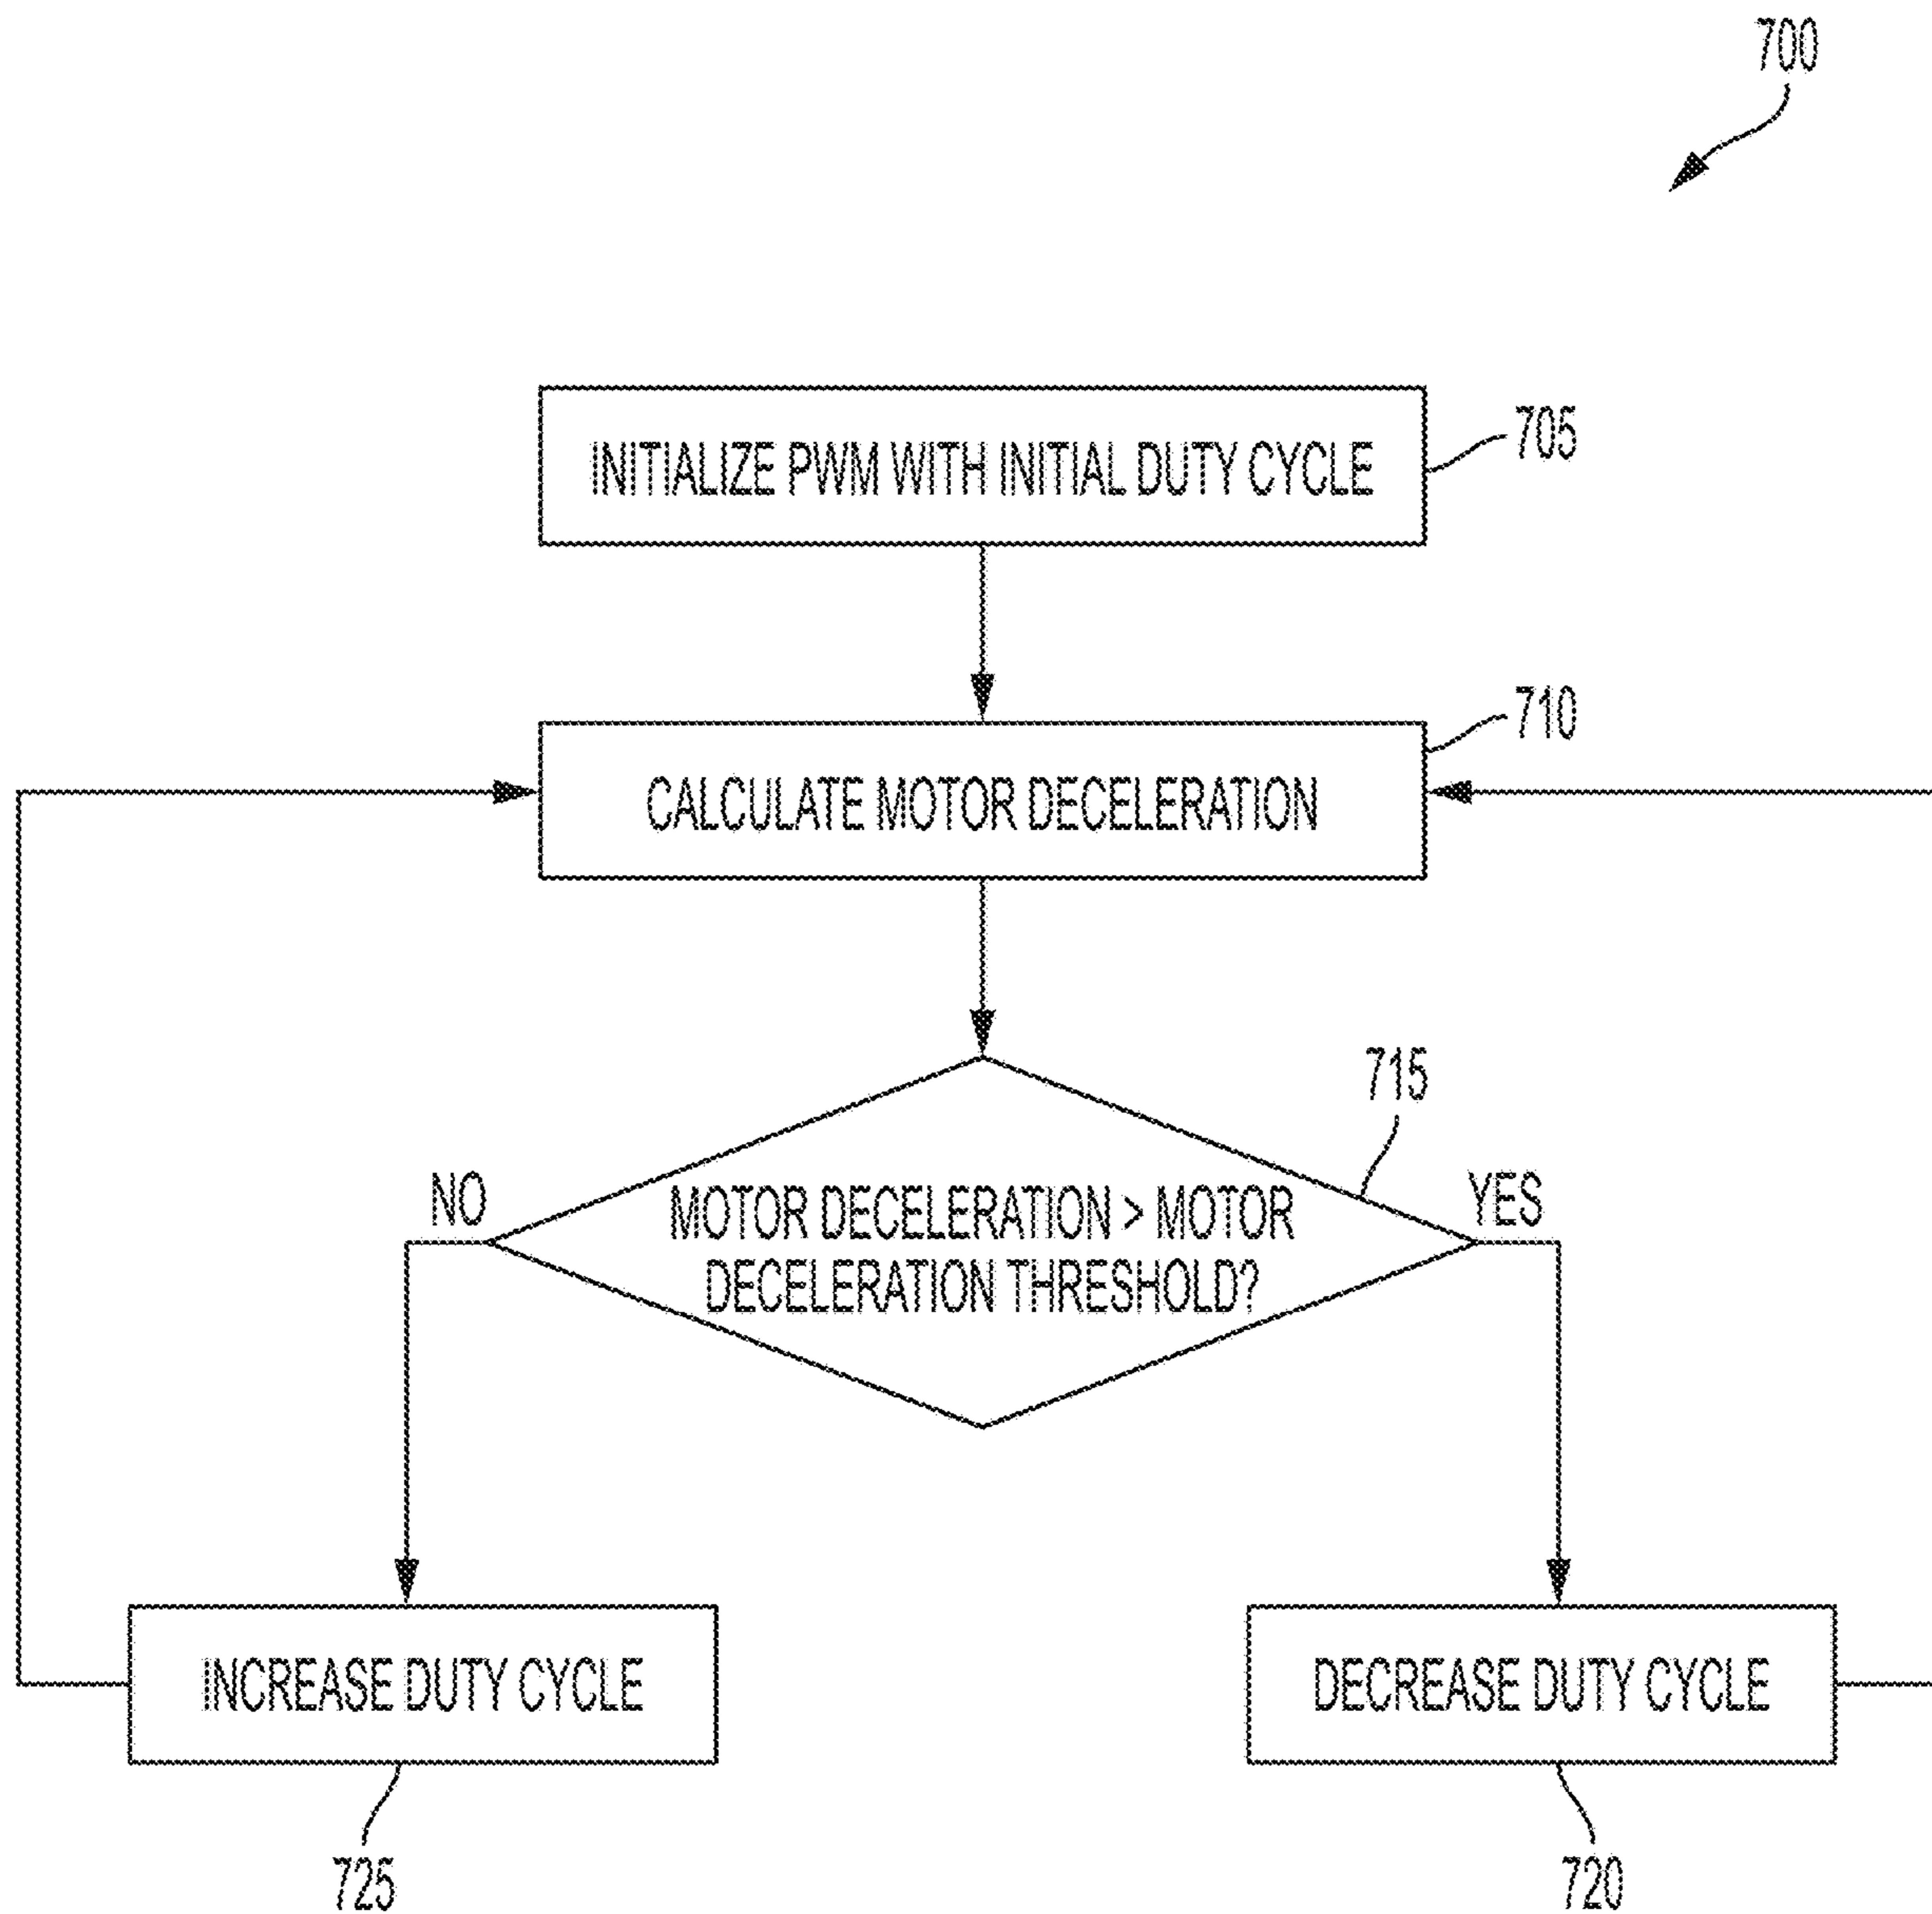 700
INITIALIZE PWM WITH INITIAL DUTY CYCLE
705
710
CALCULATE MOTOR DECELERATION
715
NO
YES
MOTOR DECELERATION > MOTOR
DECELERATION THRESHOLD?
INCREASE DUTY CYCLE
DECREASE DUTY CYCLE
725
720